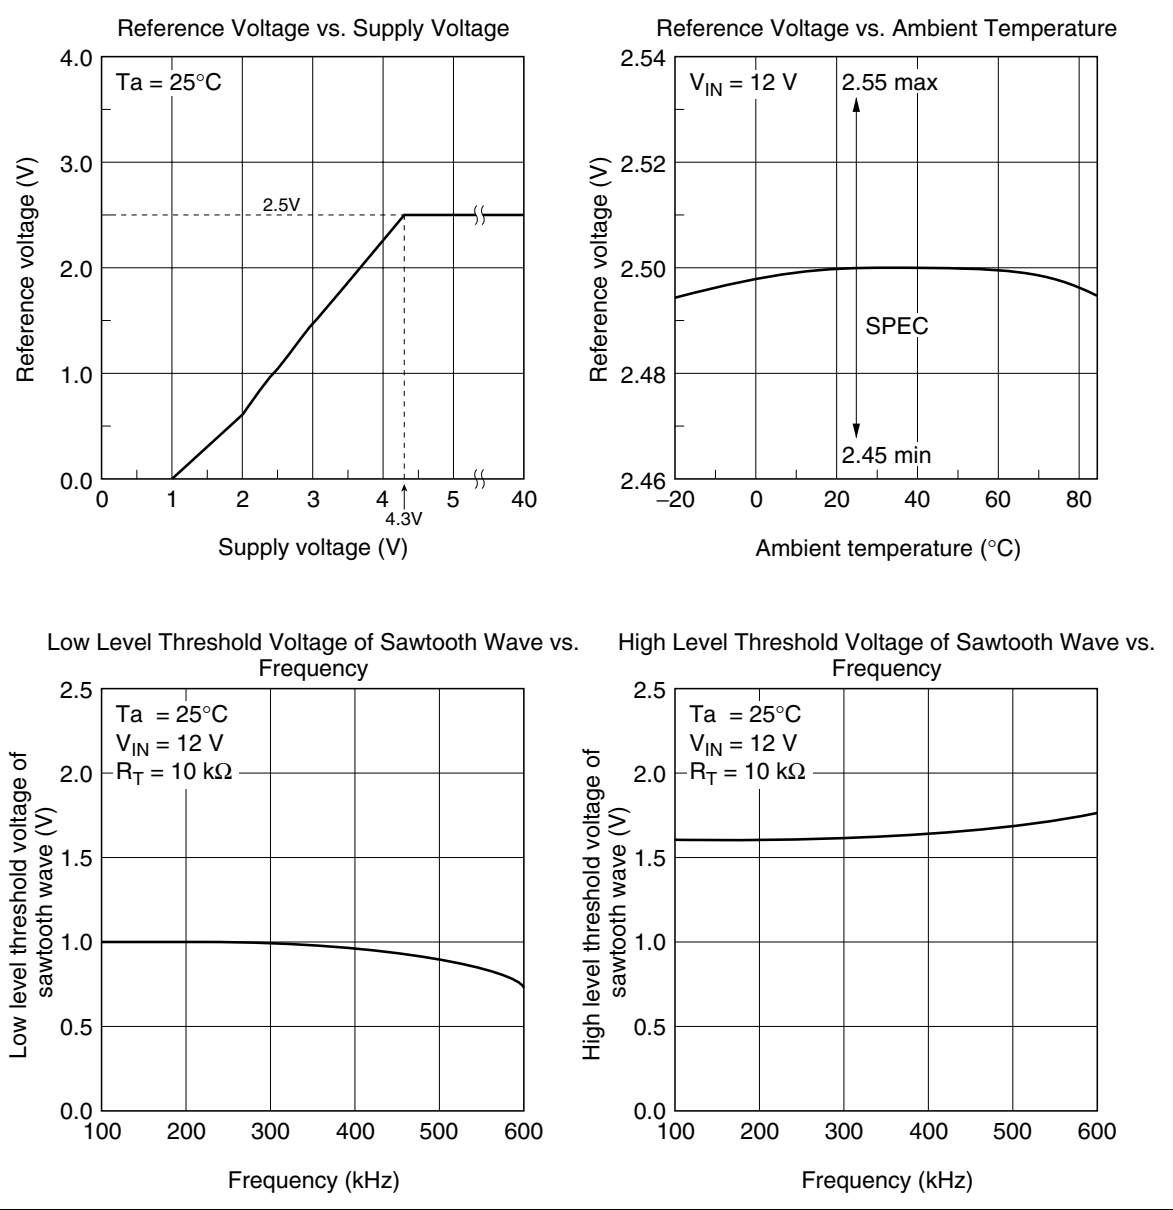 Reference Voltage vs. Supply Voltage
4.0
Ta = 25°C
3.0
2.5V
2.0
1.0
0.0
0 1 2 3 4 5 40
4.3V
Supply voltage (V)
Reference voltage (V)
Reference Voltage vs. Ambient Temperature
2.54
VIN = 12 V
2.55 max
2.52
2.50
SPEC
2.48
2.45 min
2.46
–20 0 20 40 60 80
Ambient temperature (°C)
Reference voltage (V)
Low Level Threshold Voltage of Sawtooth Wave vs.
Frequency
2.5
Ta = 25°C
VIN = 12 V
2.0
RT = 10 kΩ
1.5
1.0
0.5
0.0
100 200 300 400 500 600
Frequency (kHz)
Low level threshold voltage of
sawtooth wave (V)
High Level Threshold Voltage of Sawtooth Wave vs.
Frequency
2.5
Ta = 25°C
VIN = 12 V
2.0
RT = 10 kΩ
1.5
1.0
0.5
0.0
100 200 300 400 500 600
Frequency (kHz)
High level threshold voltage of
sawtooth wave (V)